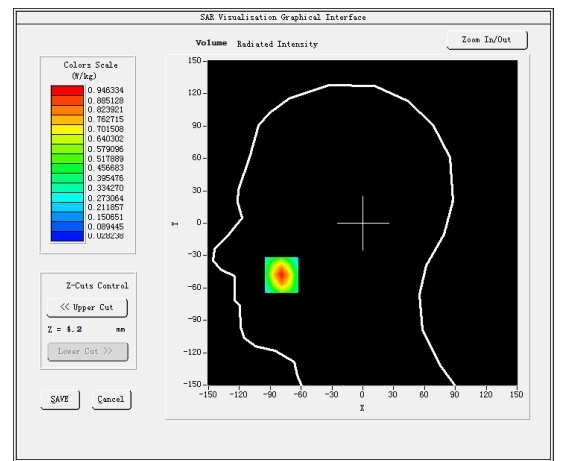 SAR Visualisation Graphical Interface
Volume Radiated Intensity
Zoom In/Out
Colors Scale
(W/kg)
0.946334
0.885128
0.823921
0.762715
0.701508
0.640302
0.579096
0.517889
0.456683
0.395476
0.334270
0.273064
0.211857
0.150651
0.089445
0.028238
Z-Cuts Control
<< Upper Cut
Z = 4.2 mm
Lower Cut >>
SAVE Cancel
150
120
90
60
30
0
-30
-60
-90
-120
-150
Y
-150 -120 -90 -60 -30 0 30 60 90 120 150
X